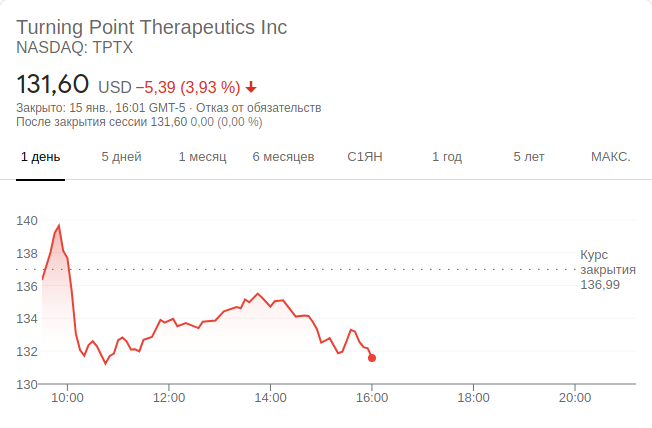 Turning Point Therapeutics Inc
NASDAQ: TPTX
131,60 USD −5,39 (3,93 %)
Закрыто: 15 янв., 16:01 GMT-5 · Отказ от обязательств
После закрытия сессии 131,60 0,00 (0,00 %)
1 день 5 дней 1 месяц 6 месяцев С1ЯН 1 год 5 лет МАКС.
140
138
136
134
132
130
Курс
закрытия
136,99
10:00 12:00 14:00 16:00 18:00 20:00